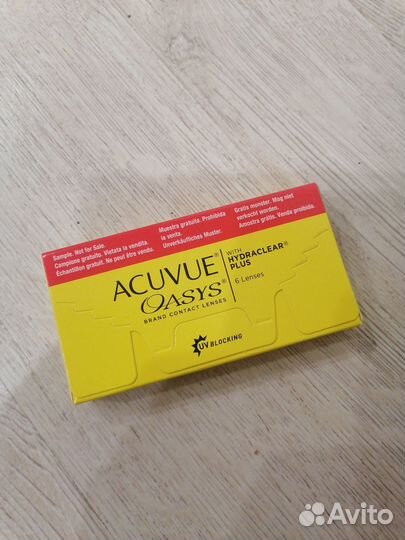 Sample. Not for Sale.
Campione gratuito. Vietata la vendita.
Échantillon gratuit. Ne peut être vendu.
Muestra gratuita. Prohibida
la venta.
Unverkäufliches Muster.
Gratis monster. Mag niet
verkocht worden.
Amostra grátis. Venda proibida.
ACUVUE®
OASYS®
BRAND CONTACT LENSES
WITH
HYDRACLEAR®
PLUS
6 Lenses
UV BLOCKING
Avito